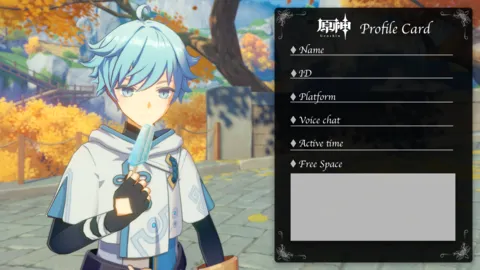 原神
Profile Card
Name
ID
Platform
Voice chat
Active time
Free Space